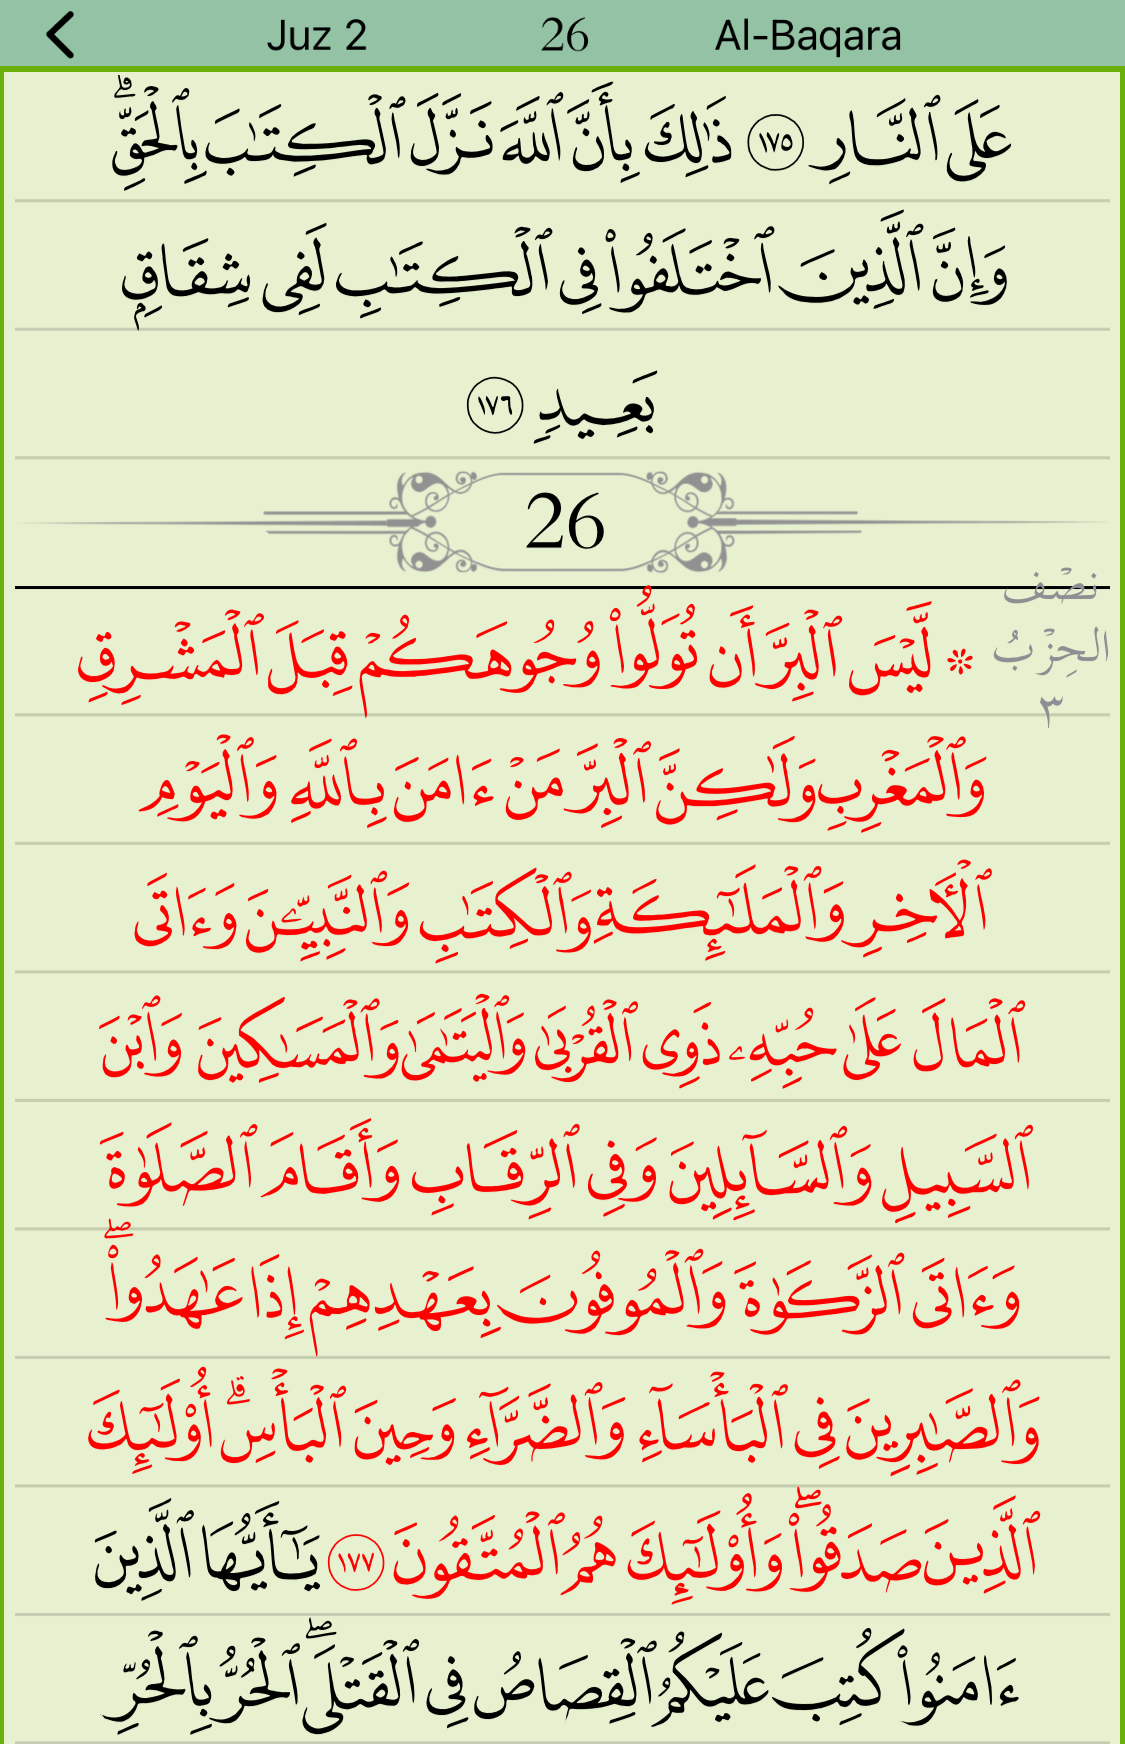 Juz 2 26 Al-Baqara
عَلَى ٱلنَّارِ ١٧٥ ذَٰلِكَ بِأَنَّ ٱللَّهَ نَزَّلَ ٱلْكِتَـٰبَ بِٱلْحَقِّ ۗ
وَإِنَّ ٱلَّذِينَ ٱخْتَلَفُوا۟ فِى ٱلْكِتَـٰبِ لَفِى شِقَاقٍۭ
بَعِيدٍ ١٧٦
26
نصْف
الحِزْبُ
٣
* لَّيْسَ ٱلْبِرَّ أَن تُوَلُّوا۟ وُجُوهَكُمْ قِبَلَ ٱلْمَشْرِقِ
وَٱلْمَغْرِبِ وَلَـٰكِنَّ ٱلْبِرَّ مَنْ ءَامَنَ بِٱللَّهِ وَٱلْيَوْمِ
ٱلْـَٔاخِرِ وَٱلْمَلَـٰٓئِكَةِ وَٱلْكِتَـٰبِ وَٱلنَّبِيِّـۧنَ وَءَاتَى
ٱلْمَالَ عَلَىٰ حُبِّهِۦ ذَوِى ٱلْقُرْبَىٰ وَٱلْيَتَـٰمَىٰ وَٱلْمَسَـٰكِينَ وَٱبْنَ
ٱلسَّبِيلِ وَٱلسَّآئِلِينَ وَفِى ٱلرِّقَابِ وَأَقَامَ ٱلصَّلَوٰةَ
وَءَاتَى ٱلزَّكَوٰةَ وَٱلْمُوفُونَ بِعَهْدِهِمْ إِذَا عَـٰهَدُوا۟ ۖ
وَٱلصَّـٰبِرِينَ فِى ٱلْبَأْسَآءِ وَٱلضَّرَّآءِ وَحِينَ ٱلْبَأْسِ ۗ أُو۟لَـٰٓئِكَ
ٱلَّذِينَ صَدَقُوا۟ ۖ وَأُو۟لَـٰٓئِكَ هُمُ ٱلْمُتَّقُونَ ١٧٧ يَـٰٓأَيُّهَا ٱلَّذِينَ
ءَامَنُوا۟ كُتِبَ عَلَيْكُمُ ٱلْقِصَاصُ فِى ٱلْقَتْلَى ۖ ٱلْحُرُّ بِٱلْحُرِّ